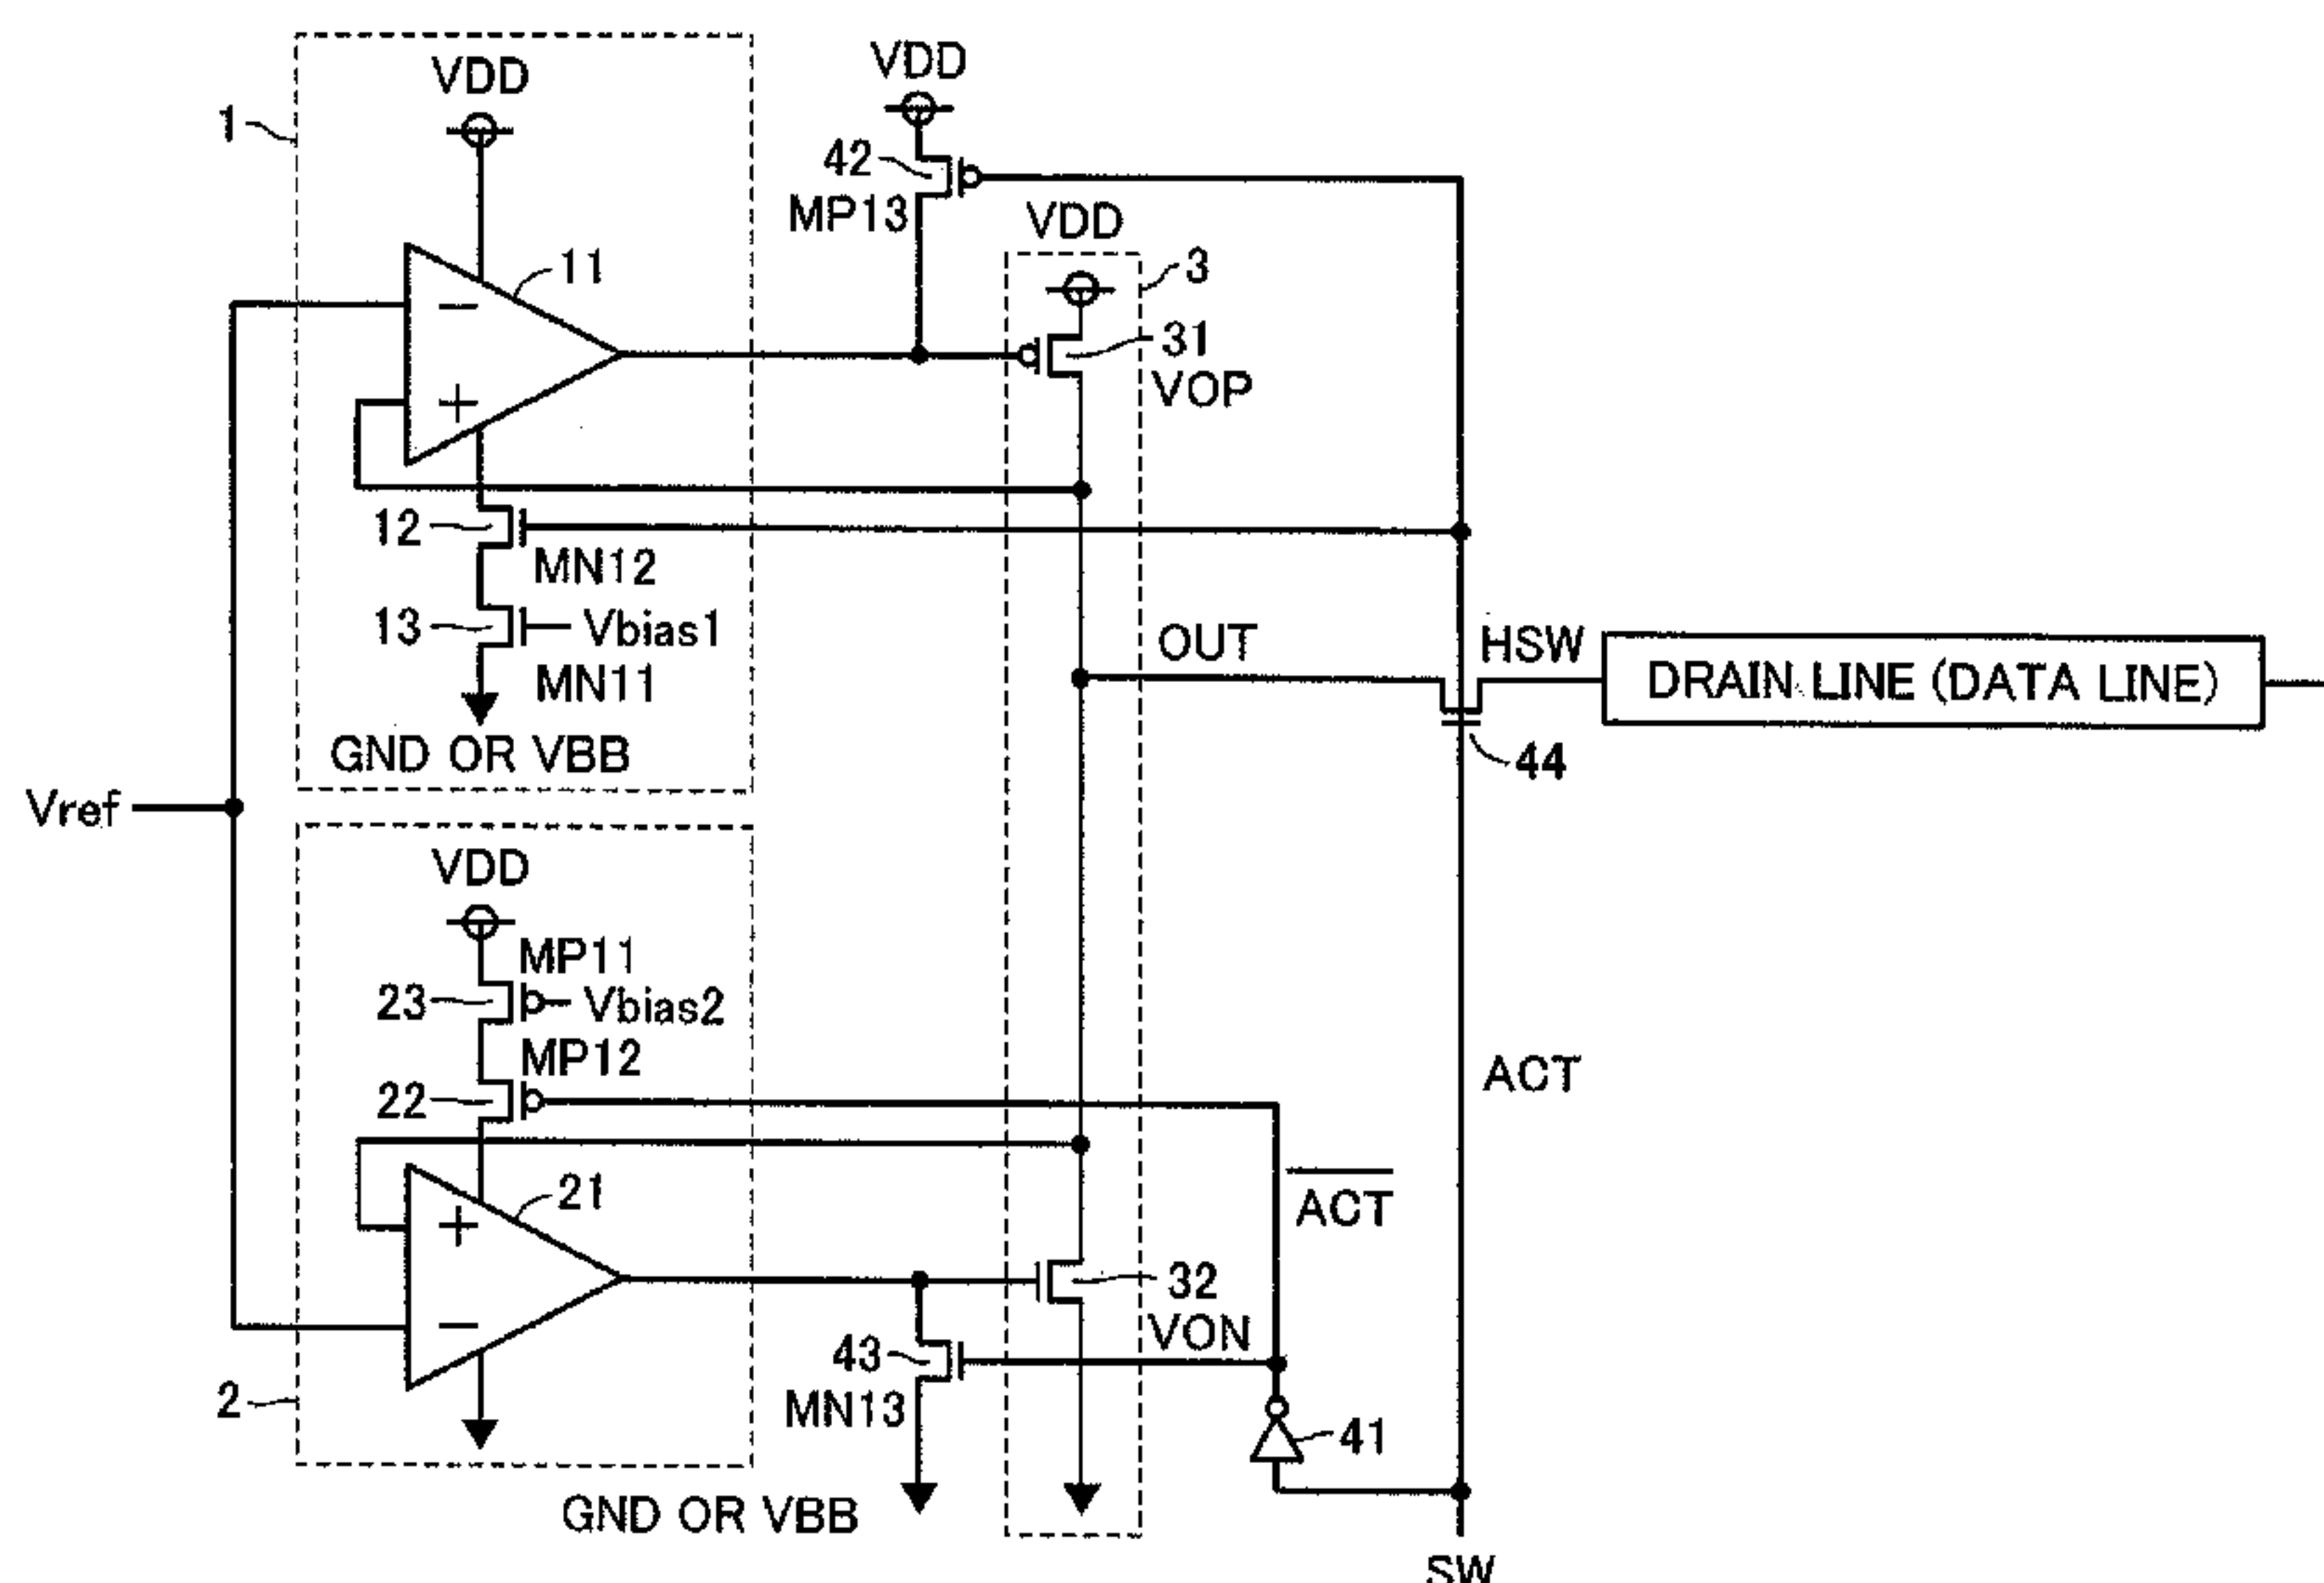 VDD
VDD
1
42
MP13
VDD
3
11
−
31
VOP
+
12
MN12
13
Vbias1
MN11
OUT
HSW
DRAIN LINE (DATA LINE)
GND OR VBB
44
Vref
VDD
MP11
23
Vbias2
MP12
22
ACT
21
ACT
+
32
−
VON
43
2
MN13
41
GND OR VBB
SW